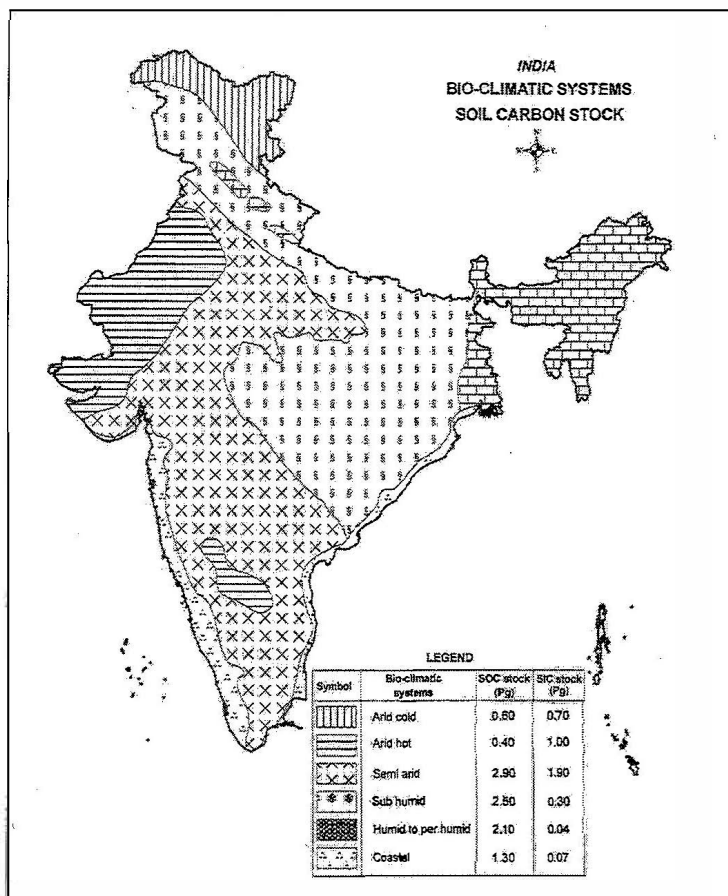 INDIA
BIO-CLIMATIC SYSTEMS
SOIL CARBON STOCK
N
LEGEND
Symbol Bio-climatic systems SOC stock (Pg) SIC stock (Pg)
Arid cold 0.60 0.70
Arid hot 0.40 1.00
Semi arid 2.90 1.90
Sub humid 2.50 0.30
Humid to per humid 2.10 0.04
Coastal 1.30 0.07